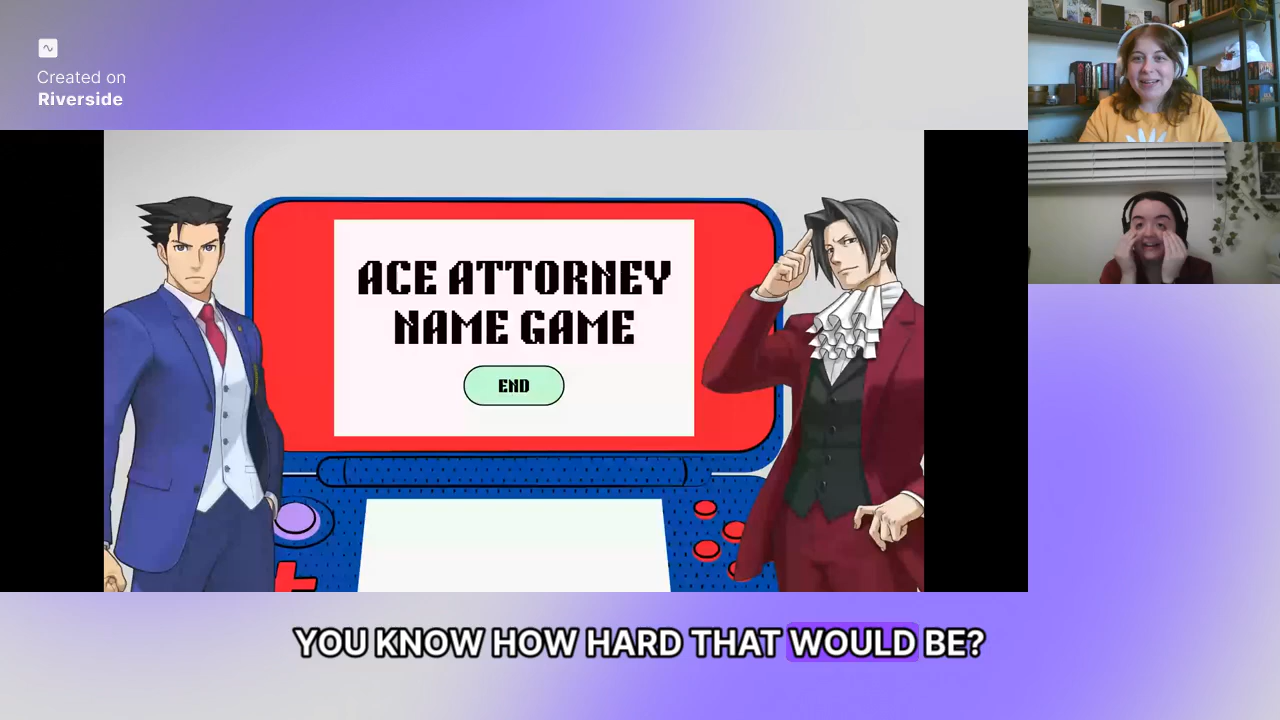 Created on
Riverside
ACE ATTORNEY
NAME GAME
END
YOU KNOW HOW HARD THAT WOULD BE?